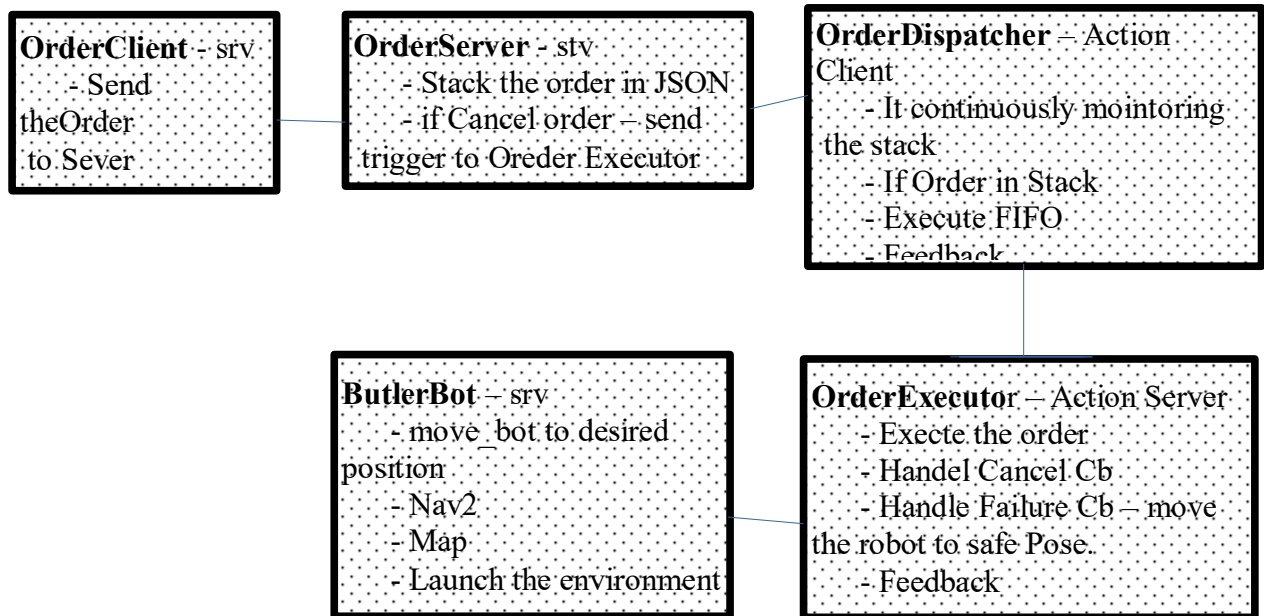 OrderClient - srv
- Send
theOrder
to Sever
OrderServer - stv
- Stack the order in JSON
- if Cancel order – send
trigger to Oreder Executor
OrderDispatcher – Action
Client
- It continuously mointoring
the stack
- If Order in Stack
- Execute FIFO
- Feedback
ButlerBot – srv
- move_bot to desired
position
- Nav2
- Map
- Launch the environment
OrderExecutor – Action Server
- Execte the order
- Handel Cancel Cb
- Handle Failure Cb – move
the robot to safe Pose.
- Feedback